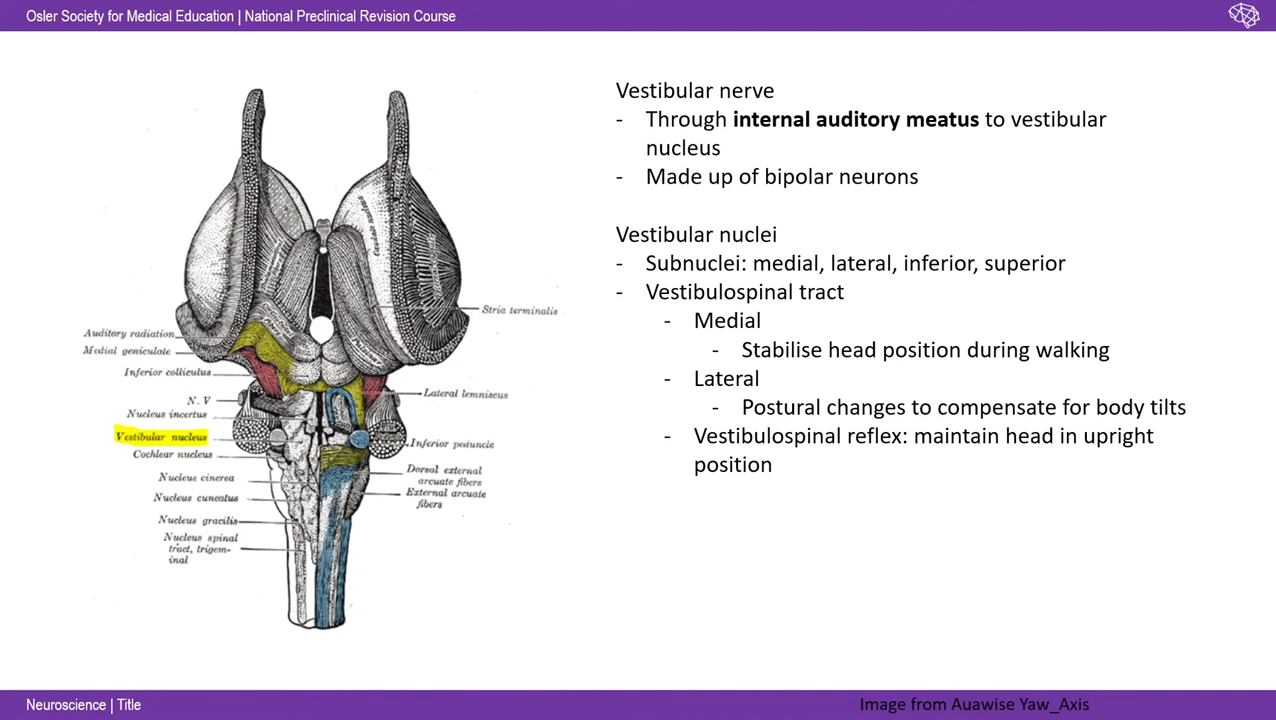 Osler Society for Medical Education | National Preclinical Revision Course
Vestibular nerve
- Through internal auditory meatus to vestibular
nucleus
- Made up of bipolar neurons
Vestibular nuclei
- Subnuclei: medial, lateral, inferior, superior
- Vestibulospinal tract
- Medial
- Stabilise head position during walking
- Lateral
- Postural changes to compensate for body tilts
- Vestibulospinal reflex: maintain head in upright
position
Stria terminalis
Auditory radiation
Medial geniculate
Inferior colliculus
N. V
Nucleus incertus
Vestibular nucleus
Cochlear nucleus
Nucleus cinerea
Nucleus cuneatus
Nucleus gracilis
Nucleus spinal
tract, trigem-
inal
Lateral lemniscus
Inferior peduncle
Dorsal external
arcuate fibers
External arcuate
fibers
Neuroscience | Title
Image from Auawise Yaw_Axis